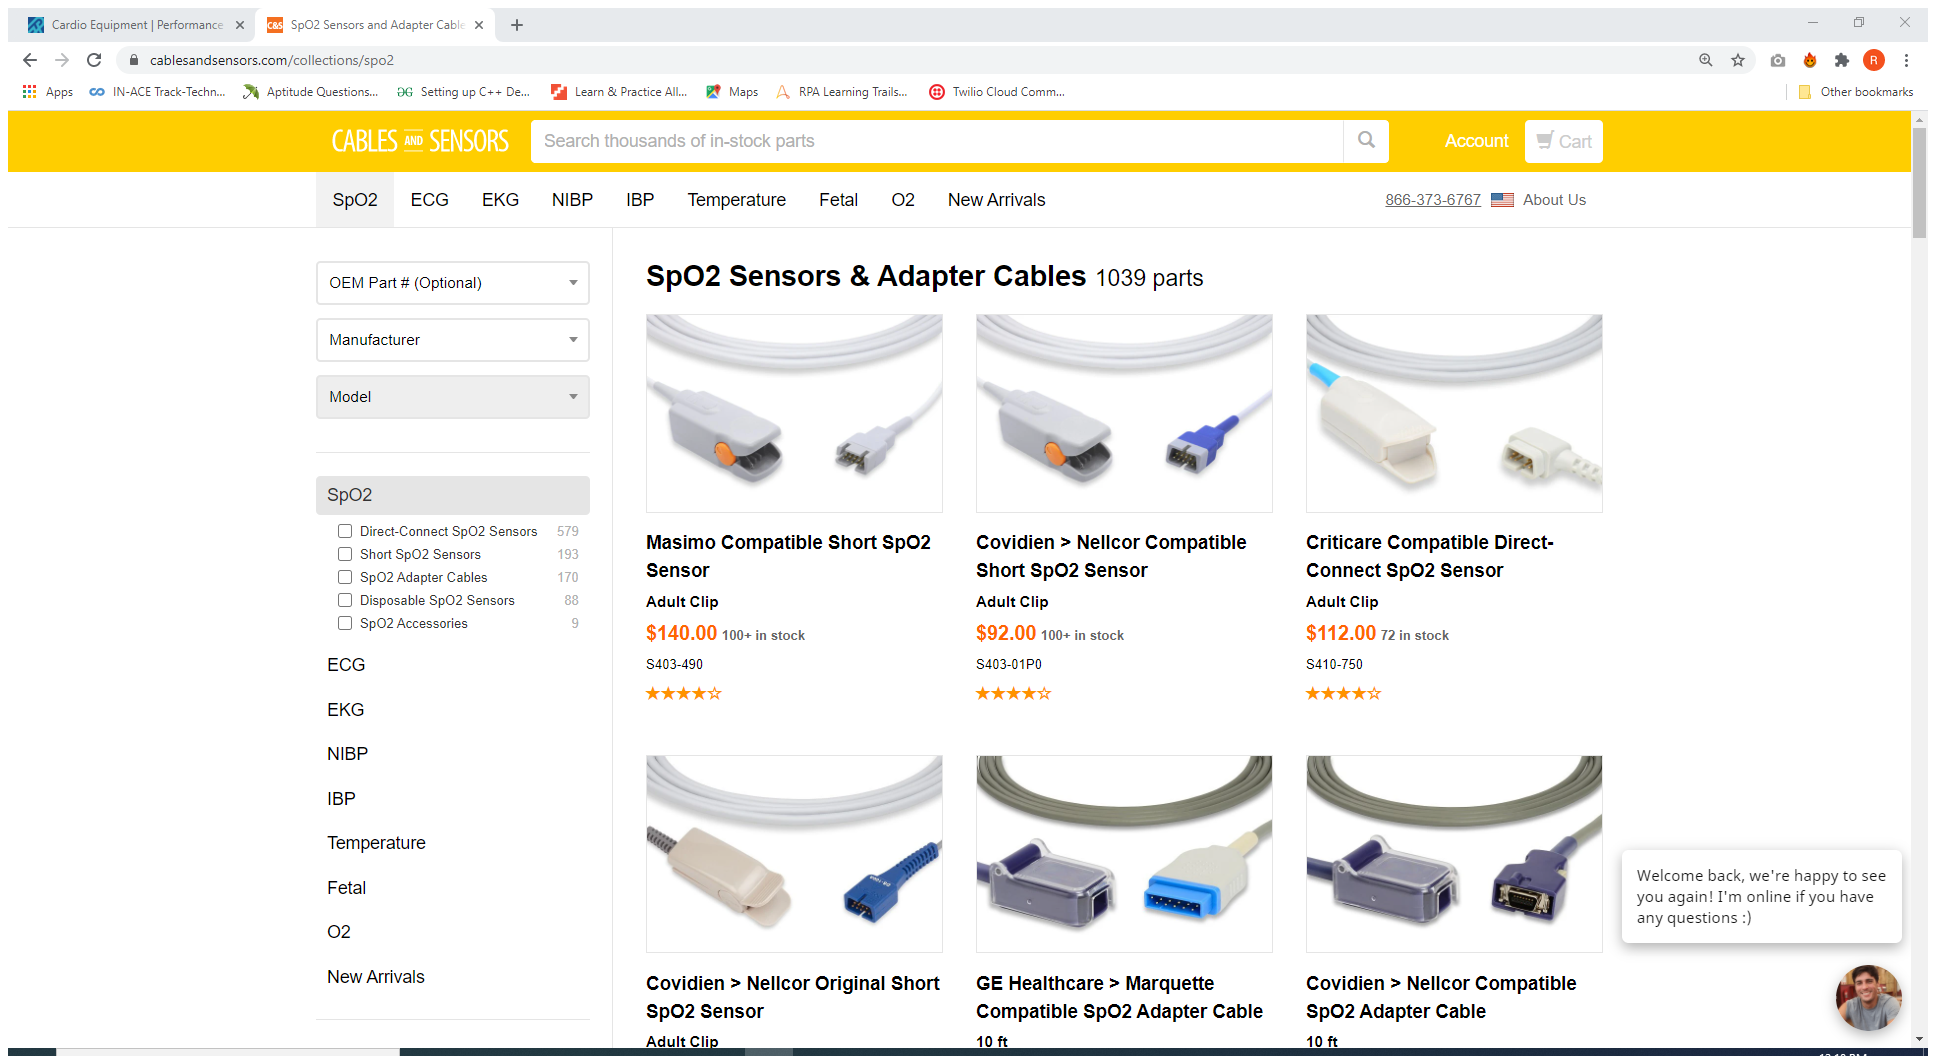 Cardio Equipment | Performance
C&S SpO2 Sensors and Adapter Cable
cablesandsensors.com/collections/spo2
R
Apps
IN-ACE Track-Techn...
Aptitude Questions...
Setting up C++ De...
Learn & Practice All...
Maps
RPA Learning Trails...
Twilio Cloud Comm...
Other bookmarks
CABLES AND SENSORS
Search thousands of in-stock parts
Account
Cart
SpO2
ECG
EKG
NIBP
IBP
Temperature
Fetal
O2
New Arrivals
866-373-6767
About Us
OEM Part # (Optional)
Manufacturer
Model
SpO2
Direct-Connect SpO2 Sensors 579
Short SpO2 Sensors 193
SpO2 Adapter Cables 170
Disposable SpO2 Sensors 88
SpO2 Accessories 9
ECG
EKG
NIBP
IBP
Temperature
Fetal
O2
New Arrivals
SpO2 Sensors & Adapter Cables 1039 parts
Masimo Compatible Short SpO2
Sensor
Adult Clip
$140.00 100+ in stock
S403-490
★★★★☆
Covidien > Nellcor Compatible
Short SpO2 Sensor
Adult Clip
$92.00 100+ in stock
S403-01P0
★★★★☆
Criticare Compatible Direct-
Connect SpO2 Sensor
Adult Clip
$112.00 72 in stock
S410-750
★★★★☆
Covidien > Nellcor Original Short
SpO2 Sensor
Adult Clip
GE Healthcare > Marquette
Compatible SpO2 Adapter Cable
10 ft
Covidien > Nellcor Compatible
SpO2 Adapter Cable
10 ft
Welcome back, we're happy to see
you again! I'm online if you have
any questions :)